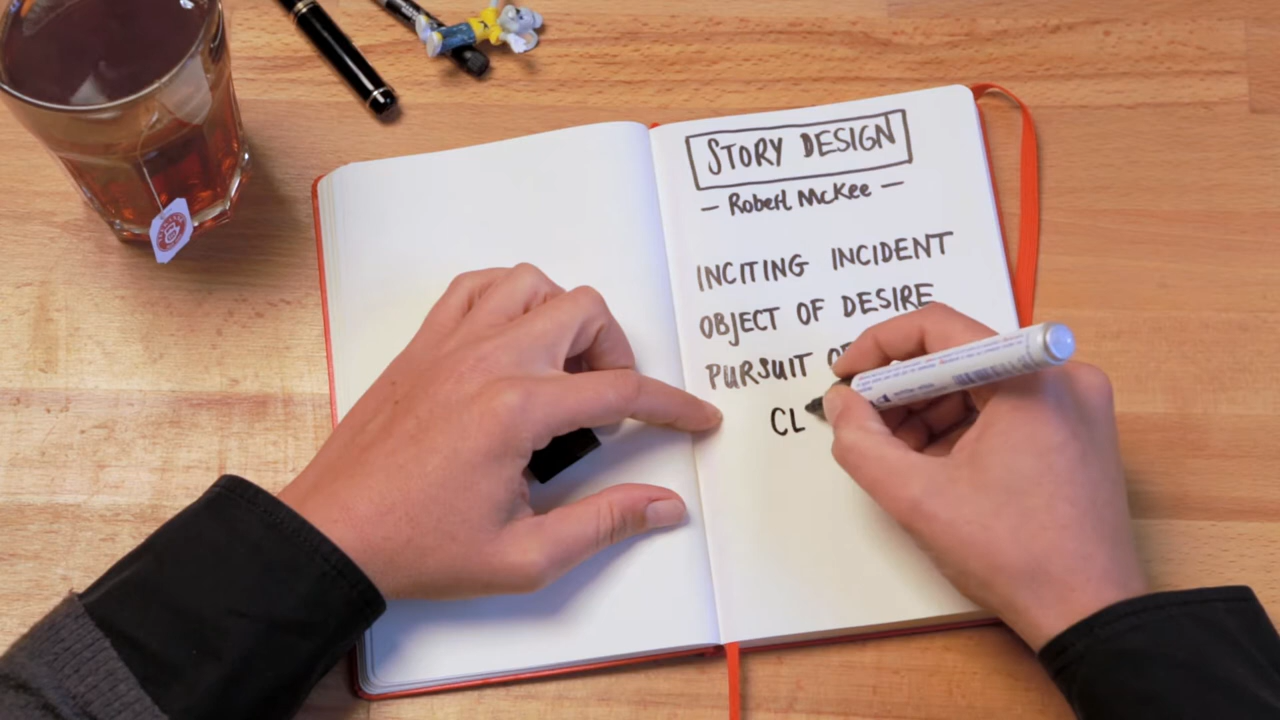 STORY DESIGN
— Robert McKee —
INCITING INCIDENT
OBJECT OF DESIRE
PURSUIT
CL